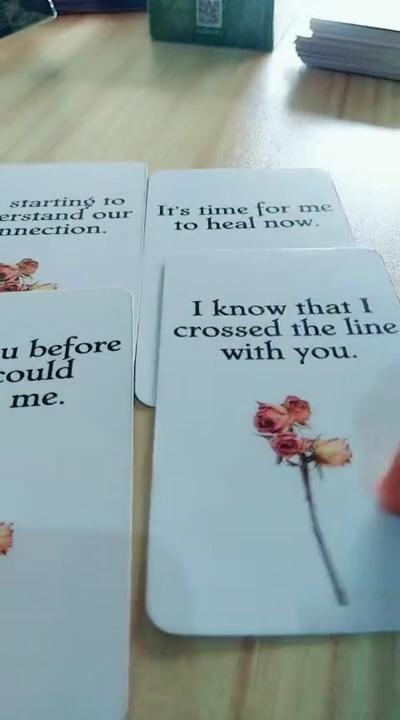 starting to
erstand our
nnection.
It's time for me
to heal now.
u before
could
me.
I know that I
crossed the line
with you.